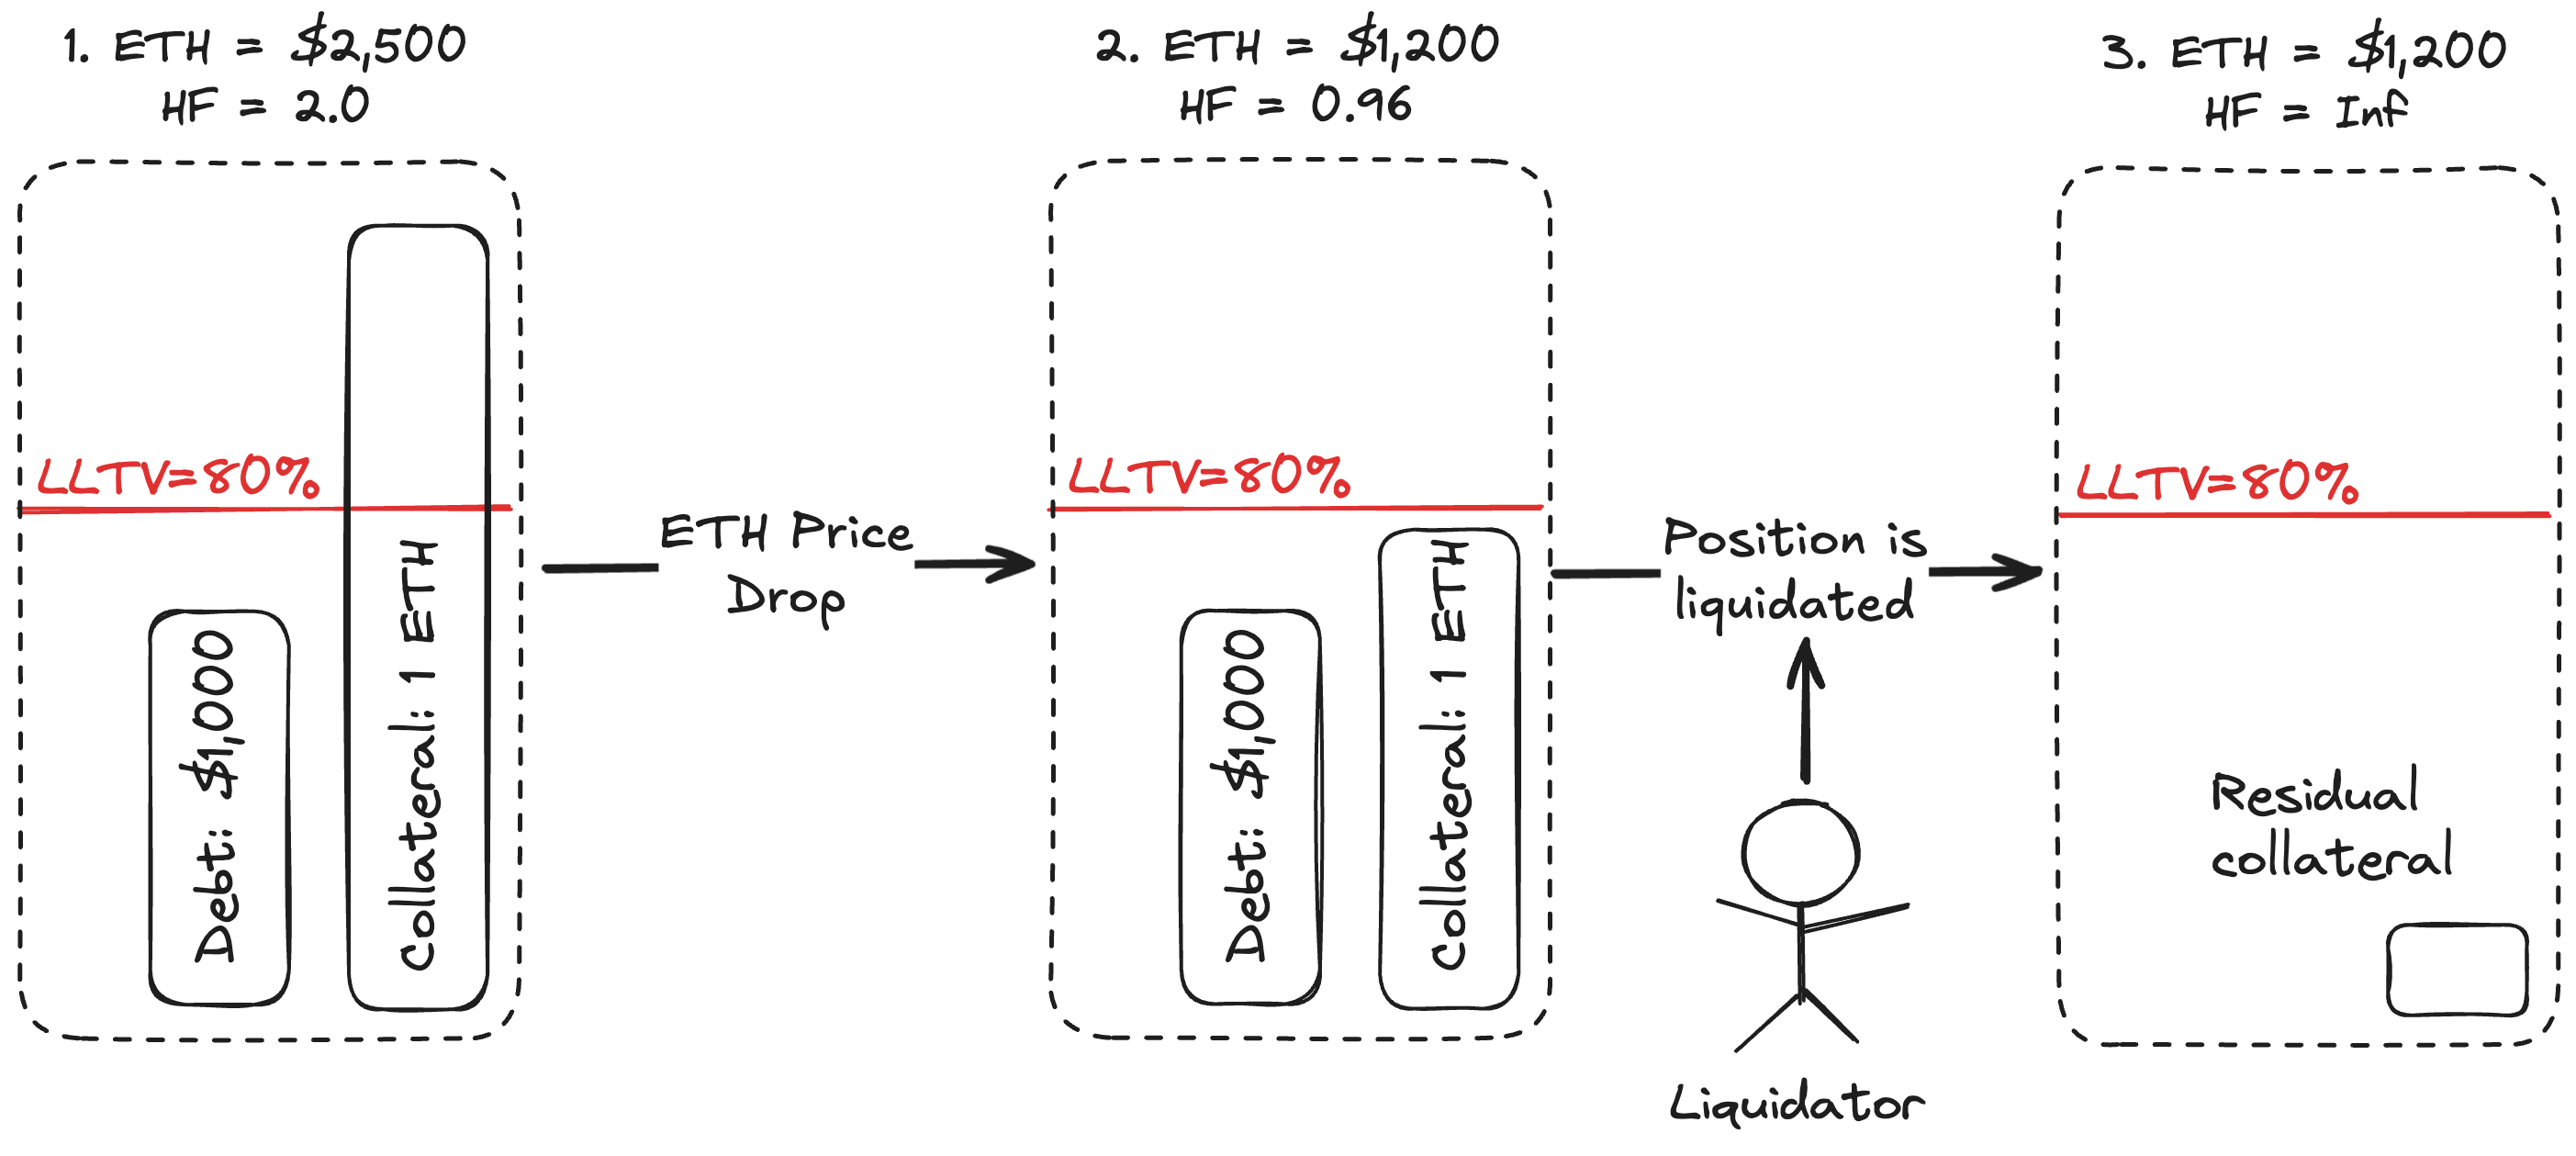 1. ETH = $2,500
HF = 2.0
LLTV=80%
Debt: $1,000
Collateral: 1 ETH
ETH Price
Drop
2. ETH = $1,200
HF = 0.96
LLTV=80%
Debt: $1,000
Collateral: 1 ETH
Position is
liquidated
Liquidator
3. ETH = $1,200
HF = Inf
LLTV=80%
Residual
collateral